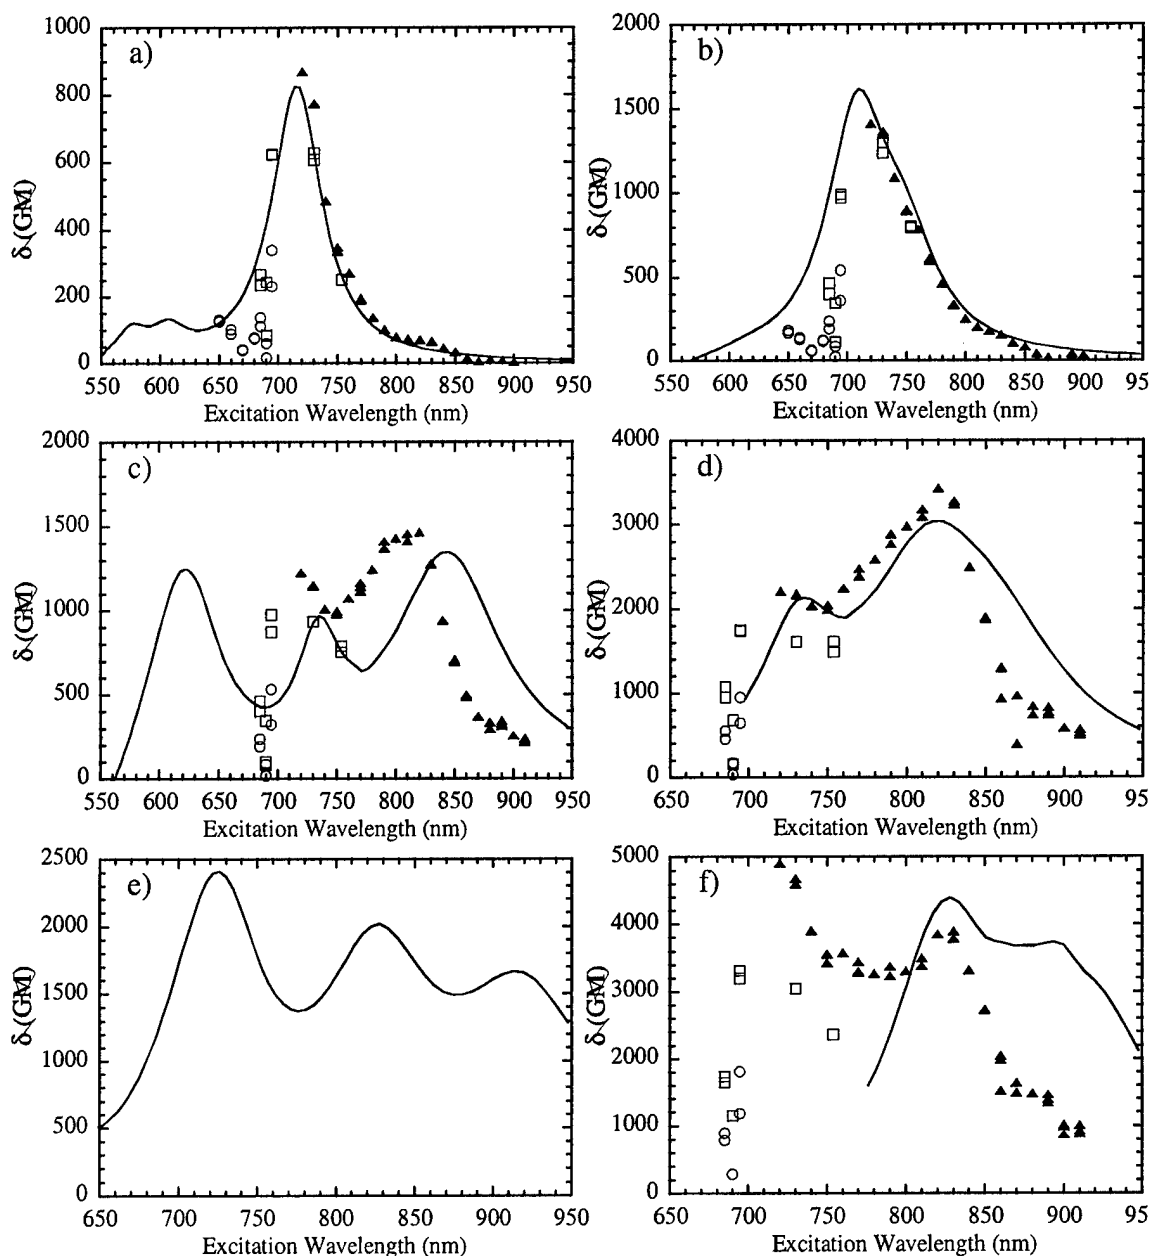 a)
δ (GM)
1000
800
600
400
200
0
550 600 650 700 750 800 850 900 950
Excitation Wavelength (nm)
b)
δ (GM)
2000
1500
1000
500
0
550 600 650 700 750 800 850 900 95
Excitation Wavelength (nm)
c)
δ (GM)
2000
1500
1000
500
0
550 600 650 700 750 800 850 900 950
Excitation Wavelength (nm)
d)
δ (GM)
4000
3000
2000
1000
0
650 700 750 800 850 900 95
Excitation Wavelength (nm)
e)
δ (GM)
2500
2000
1500
1000
500
0
650 700 750 800 850 900 950
Excitation Wavelength (nm)
f)
δ (GM)
5000
4000
3000
2000
1000
0
650 700 750 800 850 900 95
Excitation Wavelength (nm)